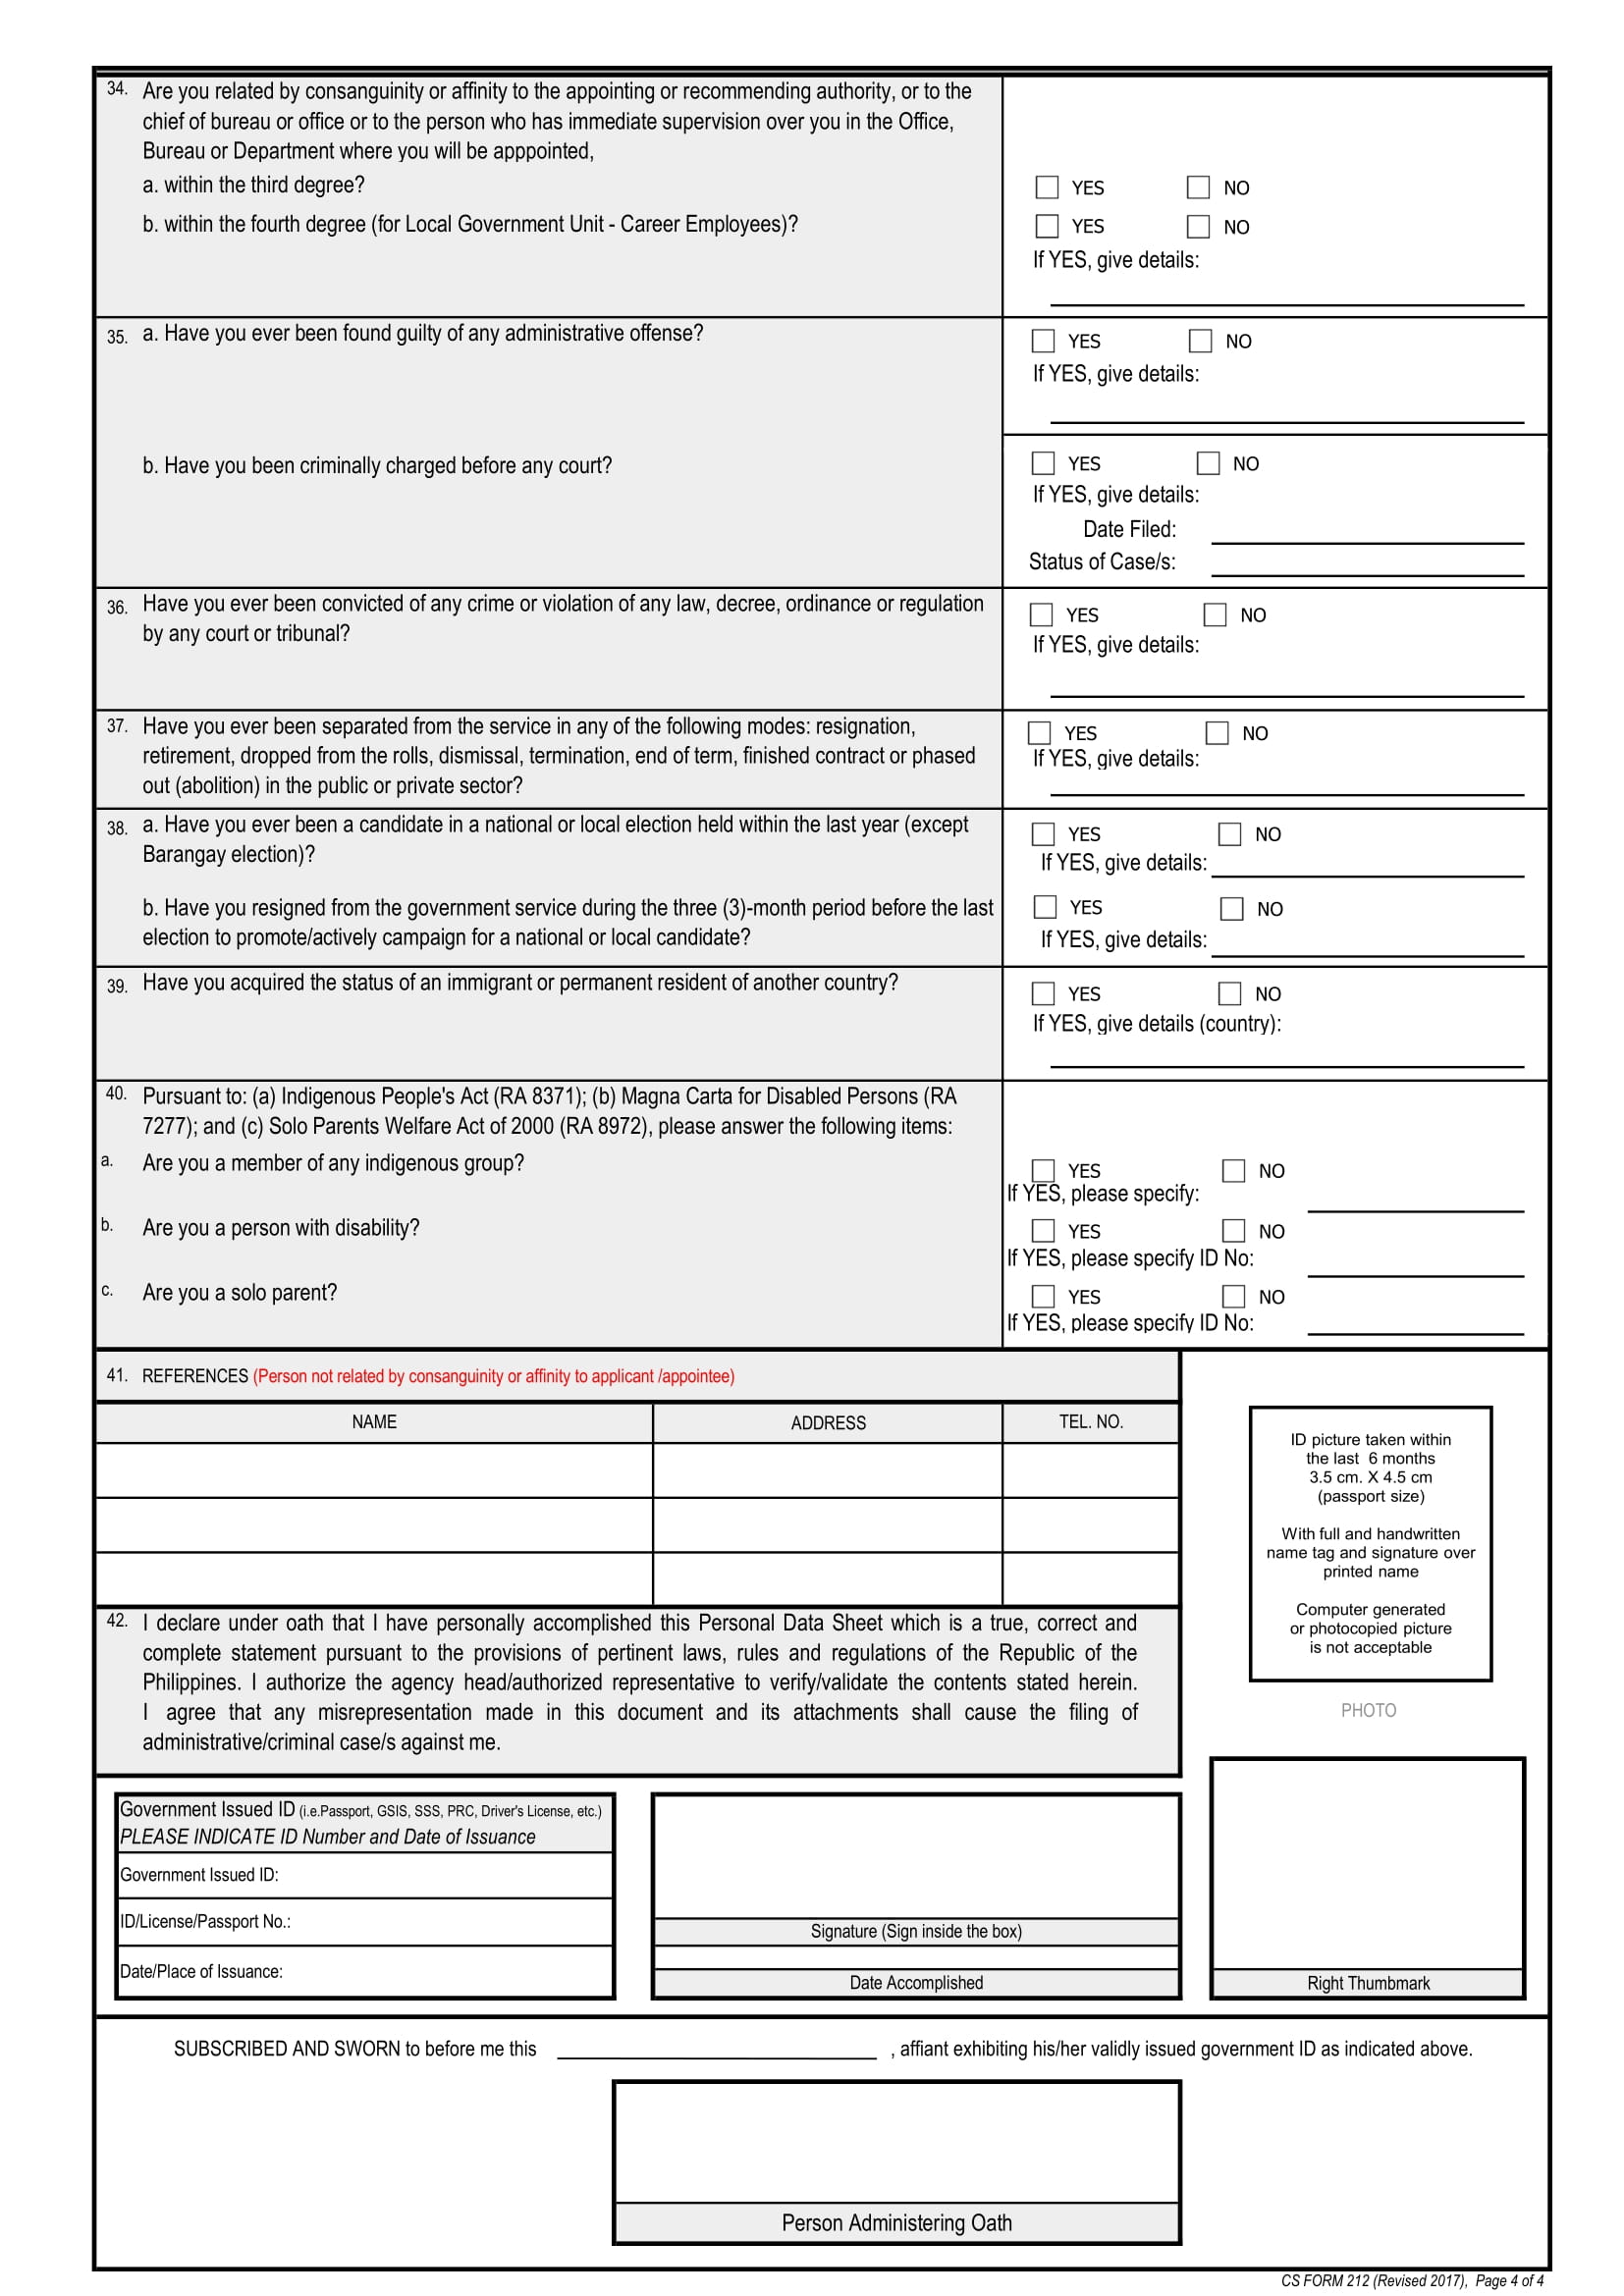 34. Are you related by consanguinity or affinity to the appointing or recommending authority, or to the
chief of bureau or office or to the person who has immediate supervision over you in the Office,
Bureau or Department where you will be apppointed,
a. within the third degree?
YES NO
b. within the fourth degree (for Local Government Unit - Career Employees)?
YES NO
If YES, give details:
35. a. Have you ever been found guilty of any administrative offense?
YES NO
If YES, give details:
b. Have you been criminally charged before any court?
YES NO
If YES, give details:
Date Filed:
Status of Case/s:
36. Have you ever been convicted of any crime or violation of any law, decree, ordinance or regulation
by any court or tribunal?
YES NO
If YES, give details:
37. Have you ever been separated from the service in any of the following modes: resignation,
retirement, dropped from the rolls, dismissal, termination, end of term, finished contract or phased
out (abolition) in the public or private sector?
YES NO
If YES, give details:
38. a. Have you ever been a candidate in a national or local election held within the last year (except
Barangay election)?
YES NO
If YES, give details:
b. Have you resigned from the government service during the three (3)-month period before the last
election to promote/actively campaign for a national or local candidate?
YES NO
If YES, give details:
39. Have you acquired the status of an immigrant or permanent resident of another country?
YES NO
If YES, give details (country):
40. Pursuant to: (a) Indigenous People's Act (RA 8371); (b) Magna Carta for Disabled Persons (RA
7277); and (c) Solo Parents Welfare Act of 2000 (RA 8972), please answer the following items:
a. Are you a member of any indigenous group?
YES NO
If YES, please specify:
b. Are you a person with disability?
YES NO
If YES, please specify ID No:
c. Are you a solo parent?
YES NO
If YES, please specify ID No:
41. REFERENCES (Person not related by consanguinity or affinity to applicant /appointee)
NAME ADDRESS TEL. NO.
ID picture taken within
the last 6 months
3.5 cm. X 4.5 cm
(passport size)
With full and handwritten
name tag and signature over
printed name
Computer generated
or photocopied picture
is not acceptable
PHOTO
42. I declare under oath that I have personally accomplished this Personal Data Sheet which is a true, correct and
complete statement pursuant to the provisions of pertinent laws, rules and regulations of the Republic of the
Philippines. I authorize the agency head/authorized representative to verify/validate the contents stated herein.
I agree that any misrepresentation made in this document and its attachments shall cause the filing of
administrative/criminal case/s against me.
Government Issued ID (i.e.Passport, GSIS, SSS, PRC, Driver's License, etc.)
PLEASE INDICATE ID Number and Date of Issuance
Government Issued ID:
ID/License/Passport No.:
Date/Place of Issuance:
Signature (Sign inside the box)
Date Accomplished
Right Thumbmark
SUBSCRIBED AND SWORN to before me this , affiant exhibiting his/her validly issued government ID as indicated above.
Person Administering Oath
CS FORM 212 (Revised 2017), Page 4 of 4